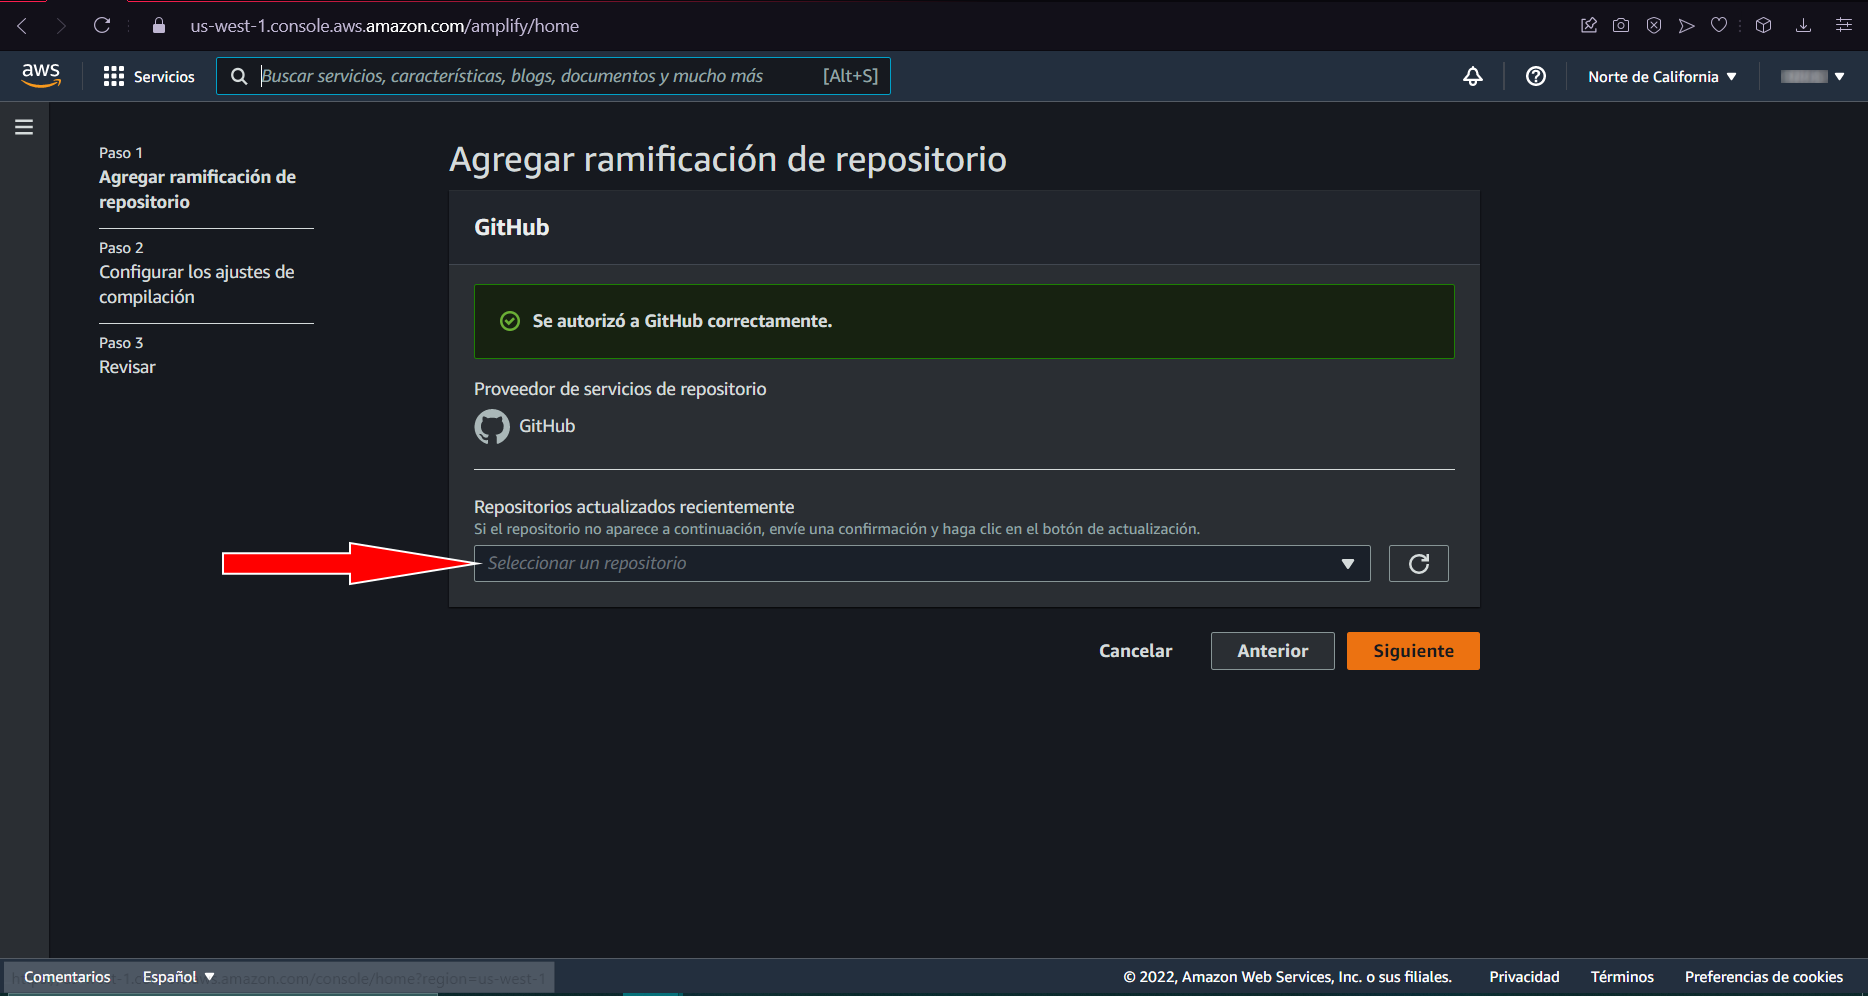 us-west-1.console.aws.amazon.com/amplify/home
aws
Servicios
Buscar servicios, características, blogs, documentos y mucho más [Alt+S]
Norte de California
Paso 1
Agregar ramificación de
repositorio
Paso 2
Configurar los ajustes de
compilación
Paso 3
Revisar
Agregar ramificación de repositorio
GitHub
Se autorizó a GitHub correctamente.
Proveedor de servicios de repositorio
GitHub
Repositorios actualizados recientemente
Si el repositorio no aparece a continuación, envíe una confirmación y haga clic en el botón de actualización.
Seleccionar un repositorio
Cancelar
Anterior
Siguiente
Comentarios
Español
amazon.com/console/home?region=us-west-1
© 2022, Amazon Web Services, Inc. o sus filiales.
Privacidad
Términos
Preferencias de cookies